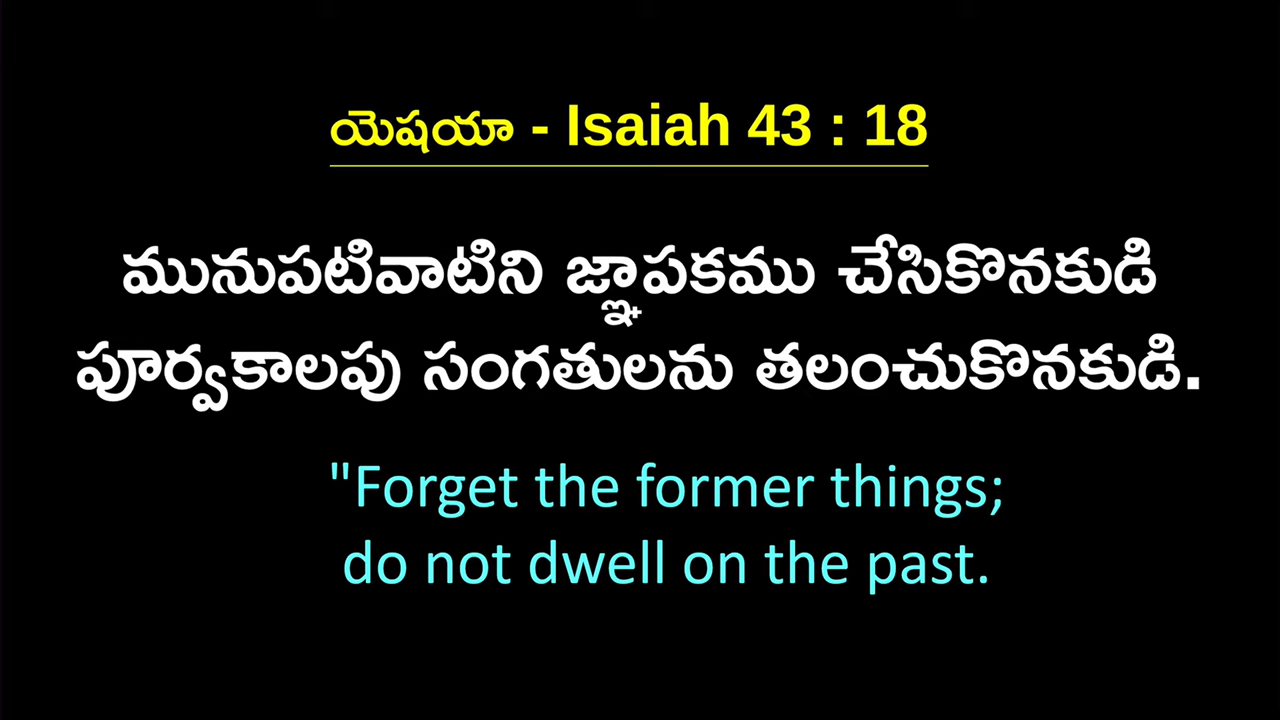 యెషయా - Isaiah 43 : 18
మునుపటివాటిని జ్ఞాపకము చేసికొనకుడి
పూర్వకాలపు సంగతులను తలంచుకొనకుడి.
"Forget the former things;
do not dwell on the past.